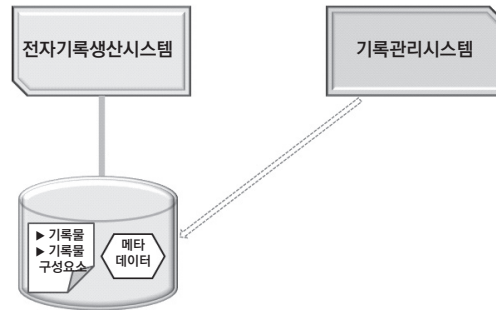 전자기록생산시스템
기록관리시스템
▶ 기록물
▶ 기록물
구성요소
메타
데이터